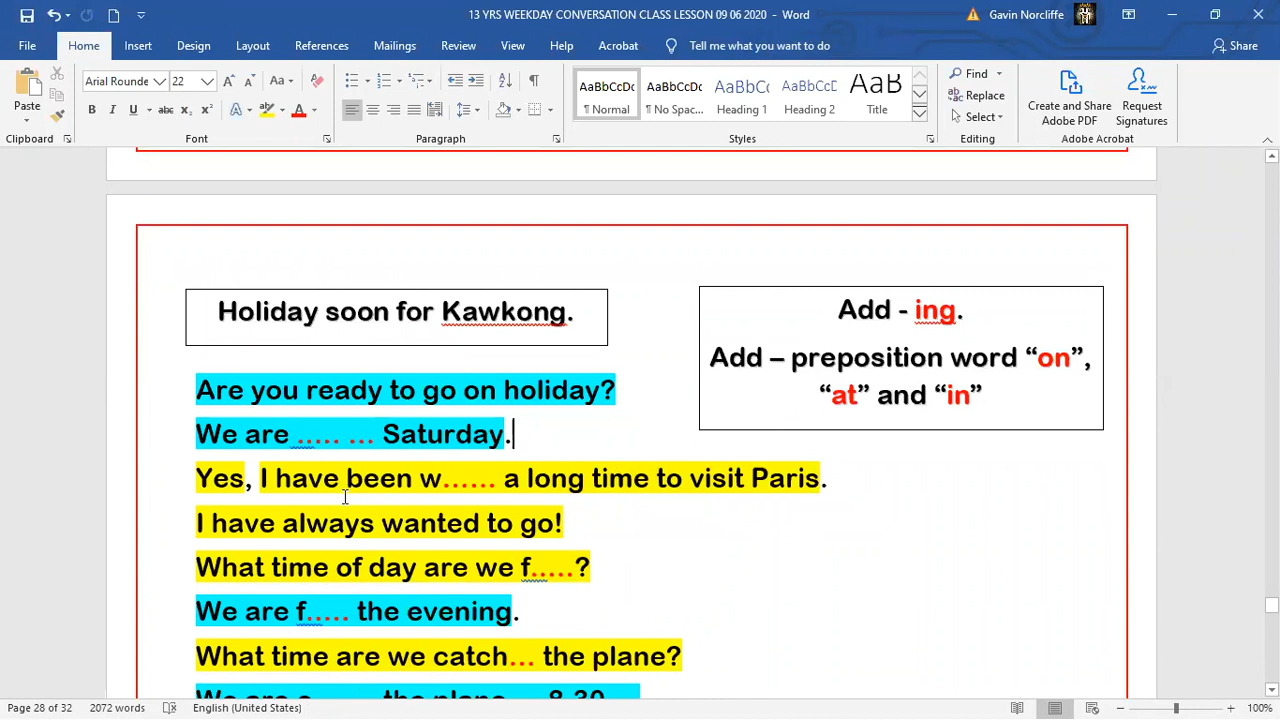 13 YRS WEEKDAY CONVERSATION CLASS LESSON 09 06 2020 - Word
Gavin Norcliffe
File Home Insert Design Layout References Mailings Review View Help Acrobat Tell me what you want to do Share
Paste
Arial Rounde 22
Aa
B I U abc x₂ x² A A
AaBbCcDc AaBbCcDc AaBbCcDc AaBbCcDc AaB
¶ Normal ¶ No Spac... Heading 1 Heading 2 Title
Find
Replace
Select
Create and Share Adobe PDF
Request Signatures
Clipboard Font Paragraph Styles Editing Adobe Acrobat
Holiday soon for Kawkong.
Add - ing.
Add – preposition word “on”,
“at” and “in”
Are you ready to go on holiday?
We are ..... ... Saturday.
Yes, I have been w...... a long time to visit Paris.
I have always wanted to go!
What time of day are we f.....?
We are f..... the evening.
What time are we catch... the plane?
Page 28 of 32 2072 words English (United States) 100%